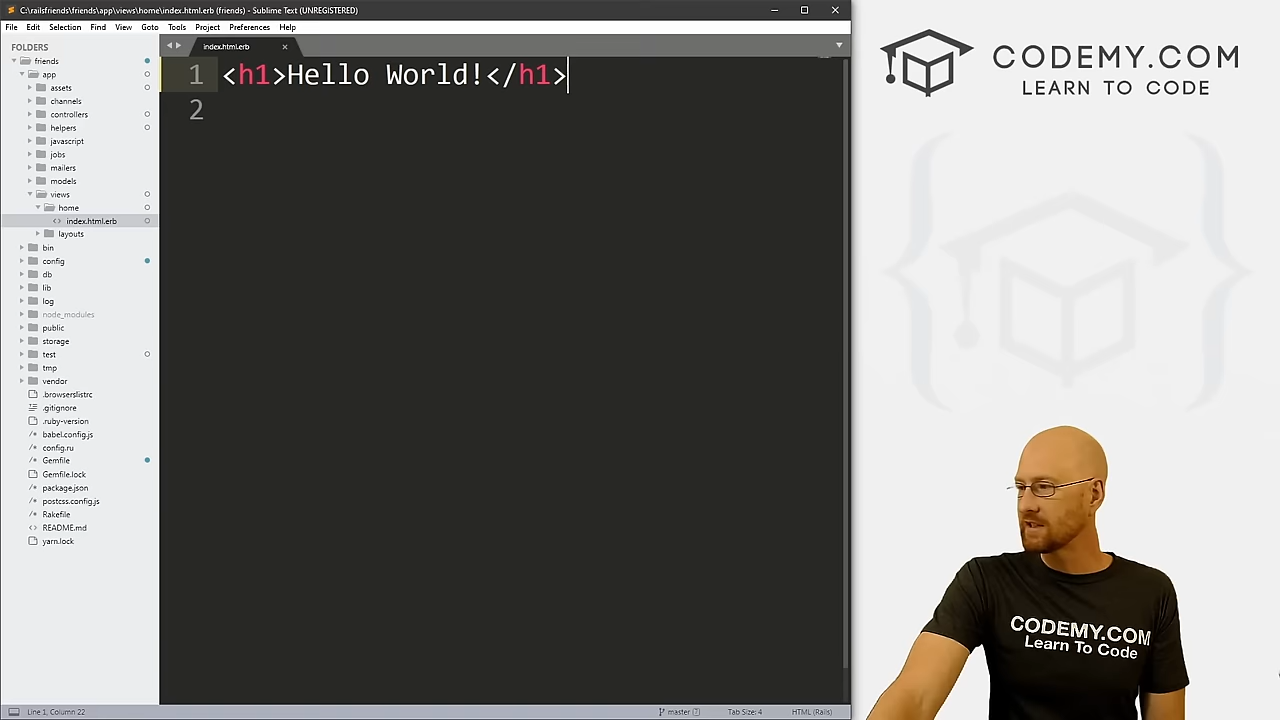 C:\railsfriends\friends\app\views\home\index.html.erb (friends) - Sublime Text (UNREGISTERED)
File Edit Selection Find View Goto Tools Project Preferences Help
FOLDERS
friends
app
assets
channels
controllers
helpers
javascript
jobs
mailers
models
views
home
index.html.erb
layouts
bin
config
db
lib
log
node_modules
public
storage
test
tmp
vendor
.browserslistrc
.gitignore
.ruby-version
babel.config.js
config.ru
Gemfile
Gemfile.lock
package.json
postcss.config.js
Rakefile
README.md
yarn.lock
index.html.erb
1 <h1>Hello World!</h1>
2
Line 1, Column 22
master 7
Tab Size: 4
HTML (Rails)
CODEMY.COM
LEARN TO CODE
CODEMY.COM
Learn To Code